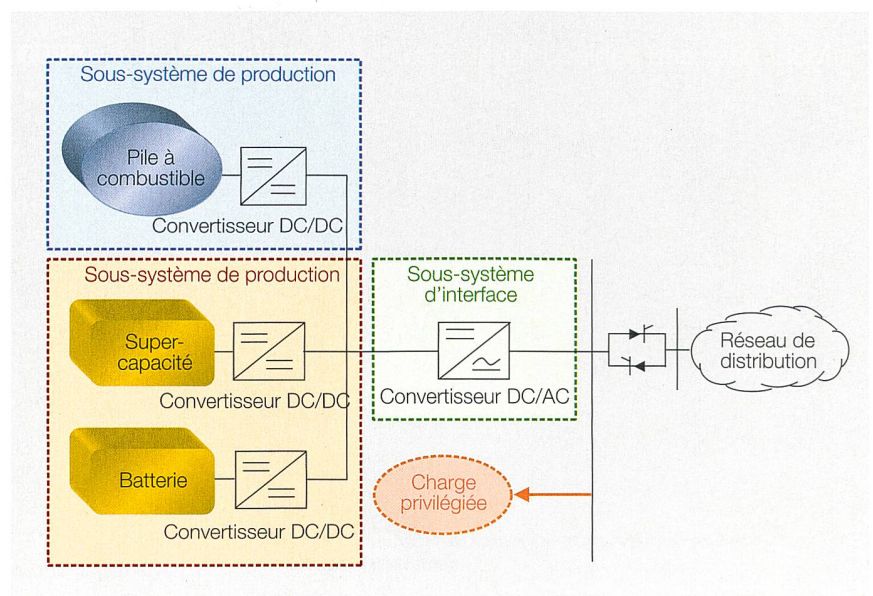 Sous-système de production
Pile à
combustible
Convertisseur DC/DC
Sous-système de production
Super-
capacité
Convertisseur DC/DC
Batterie
Convertisseur DC/DC
Sous-système
d'interface
Convertisseur DC/AC
Charge
privilégiée
Réseau de
distribution